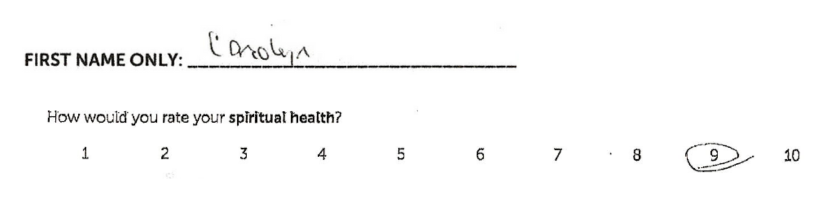 FIRST NAME ONLY: Carolyn
How would you rate your spiritual health?
1 2 3 4 5 6 7 8 9 10